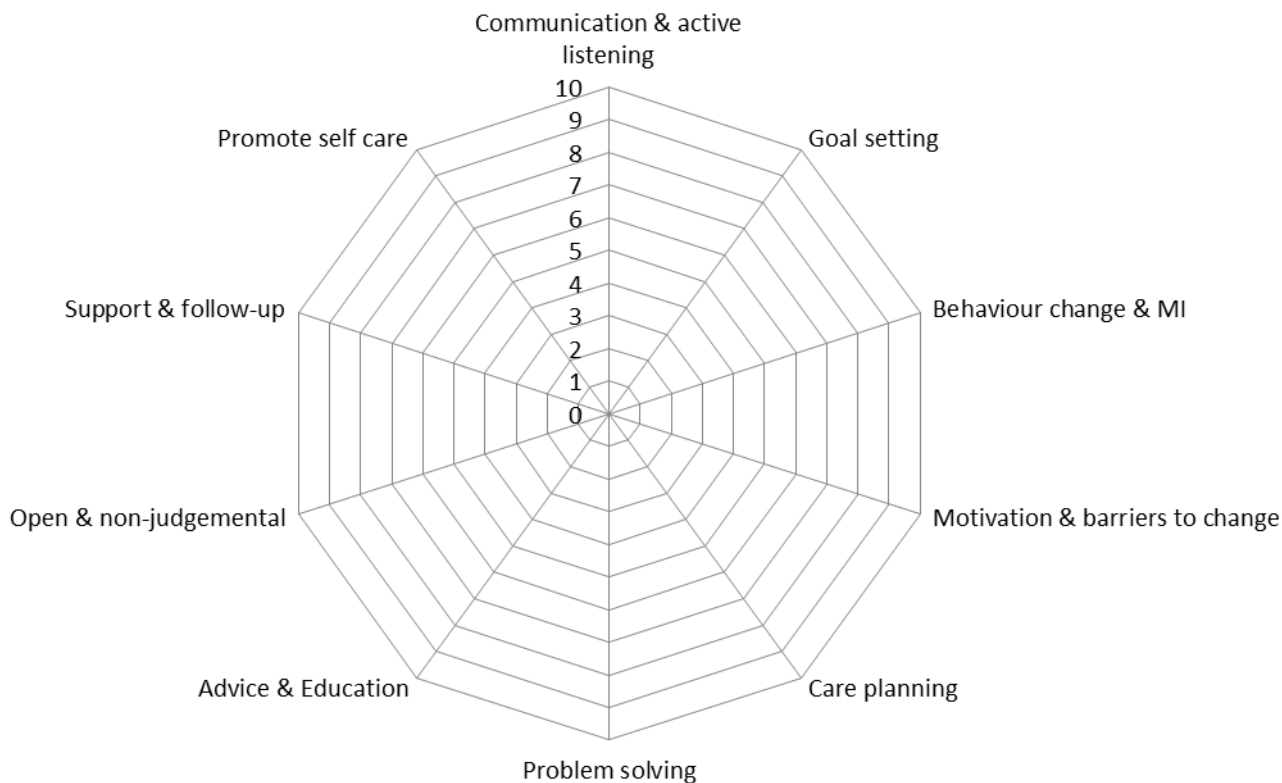 Communication & active
listening
10
9
8
7
6
5
4
3
2
1
0
Goal setting
Behaviour change & MI
Motivation & barriers to change
Care planning
Problem solving
Advice & Education
Open & non-judgemental
Support & follow-up
Promote self care